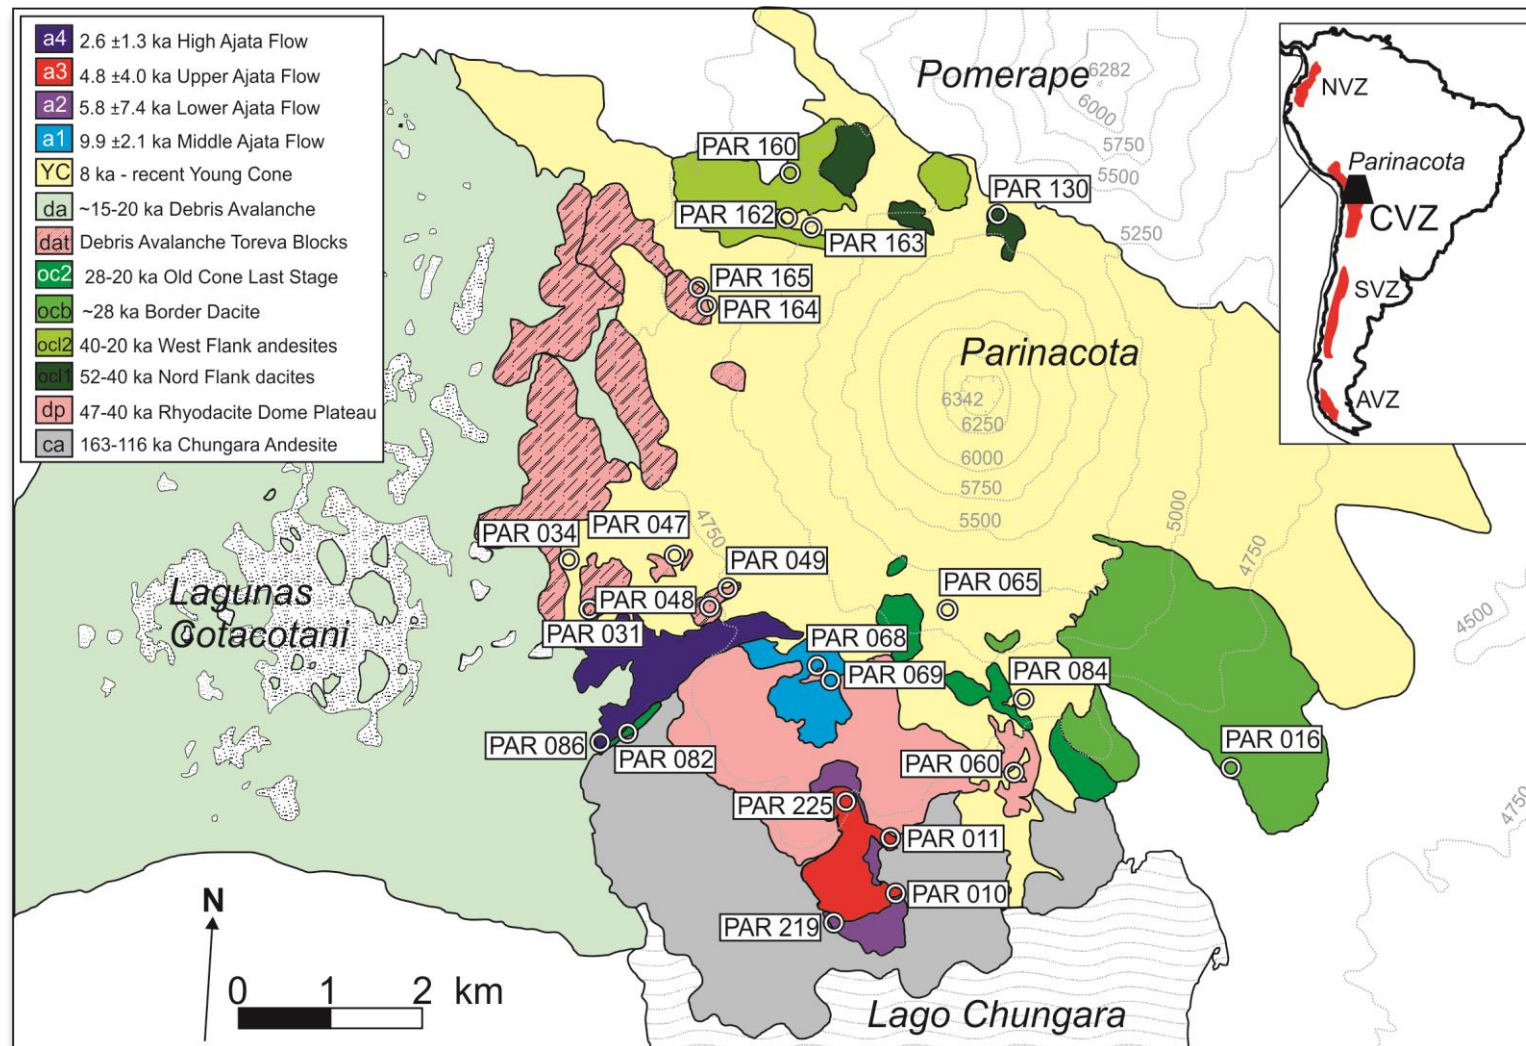 a4 2.6 ±1.3 ka High Ajata Flow
a3 4.8 ±4.0 ka Upper Ajata Flow
a2 5.8 ±7.4 ka Lower Ajata Flow
a1 9.9 ±2.1 ka Middle Ajata Flow
YC 8 ka - recent Young Cone
da ~15-20 ka Debris Avalanche
dat Debris Avalanche Toreva Blocks
oc2 28-20 ka Old Cone Last Stage
ocb ~28 ka Border Dacite
ocl2 40-20 ka West Flank andesites
ocl1 52-40 ka Nord Flank dacites
dp 47-40 ka Rhyodacite Dome Plateau
ca 163-116 ka Chungara Andesite
Pomerape
6282
6000
5750
5500
5250
NVZ
Parinacota
CVZ
SVZ
AVZ
PAR 160
PAR 130
PAR 162
PAR 163
PAR 165
PAR 164
Parinacota
6342
6250
6000
5750
5500
5000
4750
4750
4500
4750
PAR 034
PAR 047
PAR 049
PAR 065
PAR 048
PAR 031
PAR 068
PAR 069
PAR 084
PAR 086
PAR 082
PAR 060
PAR 016
PAR 225
PAR 011
PAR 010
PAR 219
Lagunas
Cotacotani
N
0 1 2 km
Lago Chungara